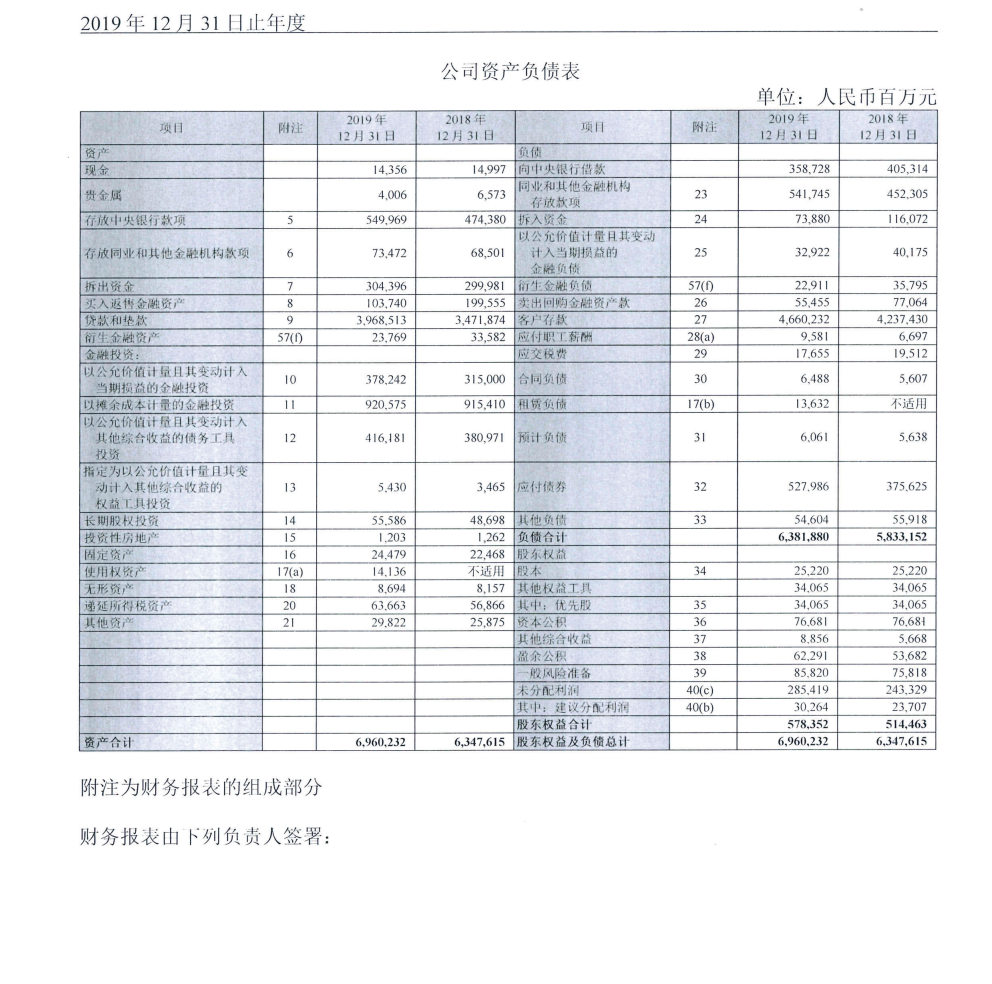 2019 年 12 月 31 日止年度
公司资产负债表
单位：人民币百万元
项目 附注 2019 年 12 月 31 日 2018 年 12 月 31 日 项目 附注 2019 年 12 月 31 日 2018 年 12 月 31 日
资产 负债
现金 14,356 14,997 向中央银行借款 358,728 405,314
贵金属 4,006 6,573 同业和其他金融机构存放款项 23 541,745 452,305
存放中央银行款项 5 549,969 474,380 拆入资金 24 73,880 116,072
存放同业和其他金融机构款项 6 73,472 68,501 以公允价值计量且其变动计入当期损益的金融负债 25 32,922 40,175
拆出资金 7 304,396 299,981 衍生金融负债 57(f) 22,911 35,795
买入返售金融资产 8 103,740 199,555 卖出回购金融资产款 26 55,455 77,064
贷款和垫款 9 3,968,513 3,471,874 客户存款 27 4,660,232 4,237,430
衍生金融资产 57(f) 23,769 33,582 应付职工薪酬 28(a) 9,581 6,697
金融投资： 应交税费 29 17,655 19,512
以公允价值计量且其变动计入当期损益的金融投资 10 378,242 315,000 合同负债 30 6,488 5,607
以摊余成本计量的金融投资 11 920,575 915,410 租赁负债 17(b) 13,632 不适用
以公允价值计量且其变动计入其他综合收益的债务工具投资 12 416,181 380,971 预计负债 31 6,061 5,638
指定为以公允价值计量且其变动计入其他综合收益的权益工具投资 13 5,430 3,465 应付债券 32 527,986 375,625
长期股权投资 14 55,586 48,698 其他负债 33 54,604 55,918
投资性房地产 15 1,203 1,262 负债合计 6,381,880 5,833,152
固定资产 16 24,479 22,468 股东权益
使用权资产 17(a) 14,136 不适用 股本 34 25,220 25,220
无形资产 18 8,694 8,157 其他权益工具 34,065 34,065
递延所得税资产 20 63,663 56,866 其中：优先股 35 34,065 34,065
其他资产 21 29,822 25,875 资本公积 36 76,681 76,681
其他综合收益 37 8,856 5,668
盈余公积 38 62,291 53,682
一般风险准备 39 85,820 75,818
未分配利润 40(c) 285,419 243,329
其中：建议分配利润 40(b) 30,264 23,707
股东权益合计 578,352 514,463
资产合计 6,960,232 6,347,615 股东权益及负债总计 6,960,232 6,347,615
附注为财务报表的组成部分
财务报表由下列负责人签署：